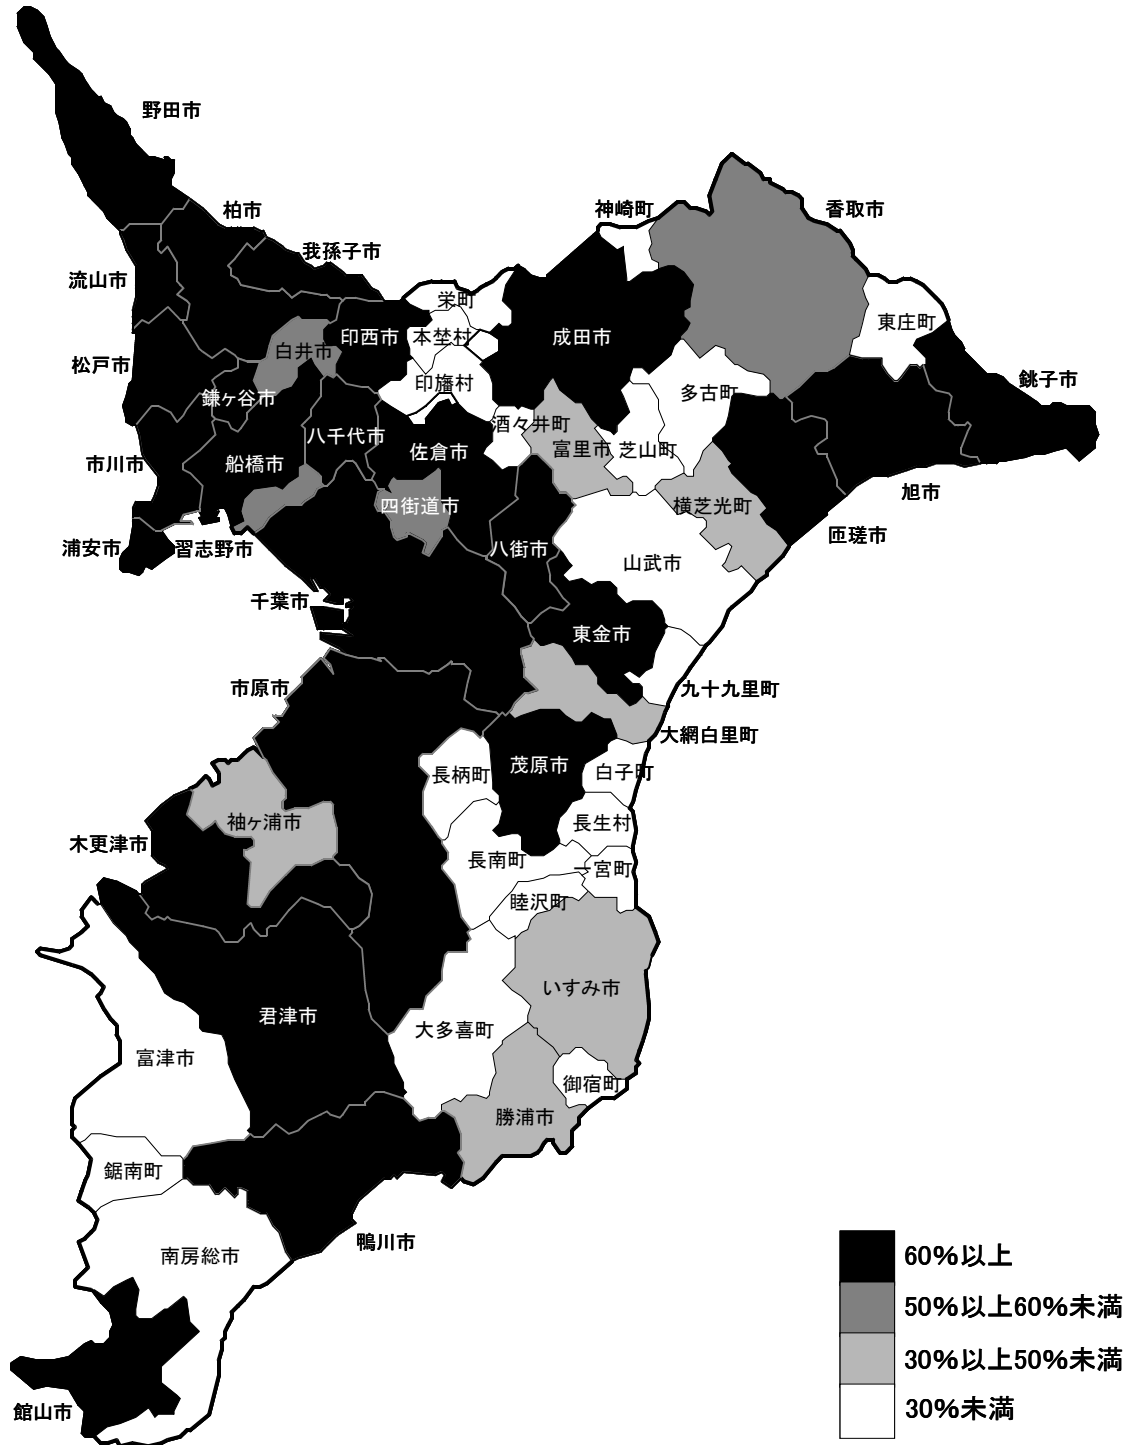 野田市
柏市
我孫子市
流山市
神崎町
香取市
栄町
本埜村
印西市
成田市
東庄町
白井市
松戸市
印旛村
多古町
銚子市
鎌ヶ谷市
酒々井町
八千代市
佐倉市
富里市
芝山町
市川市
船橋市
旭市
四街道市
横芝光町
浦安市
習志野市
八街市
匝瑳市
山武市
千葉市
東金市
市原市
九十九里町
大網白里町
長柄町
茂原市
白子町
袖ヶ浦市
長生村
木更津市
長南町
一宮町
睦沢町
いすみ市
君津市
大多喜町
富津市
御宿町
勝浦市
鋸南町
鴨川市
南房総市
館山市
60%以上
50%以上60%未満
30%以上50%未満
30%未満